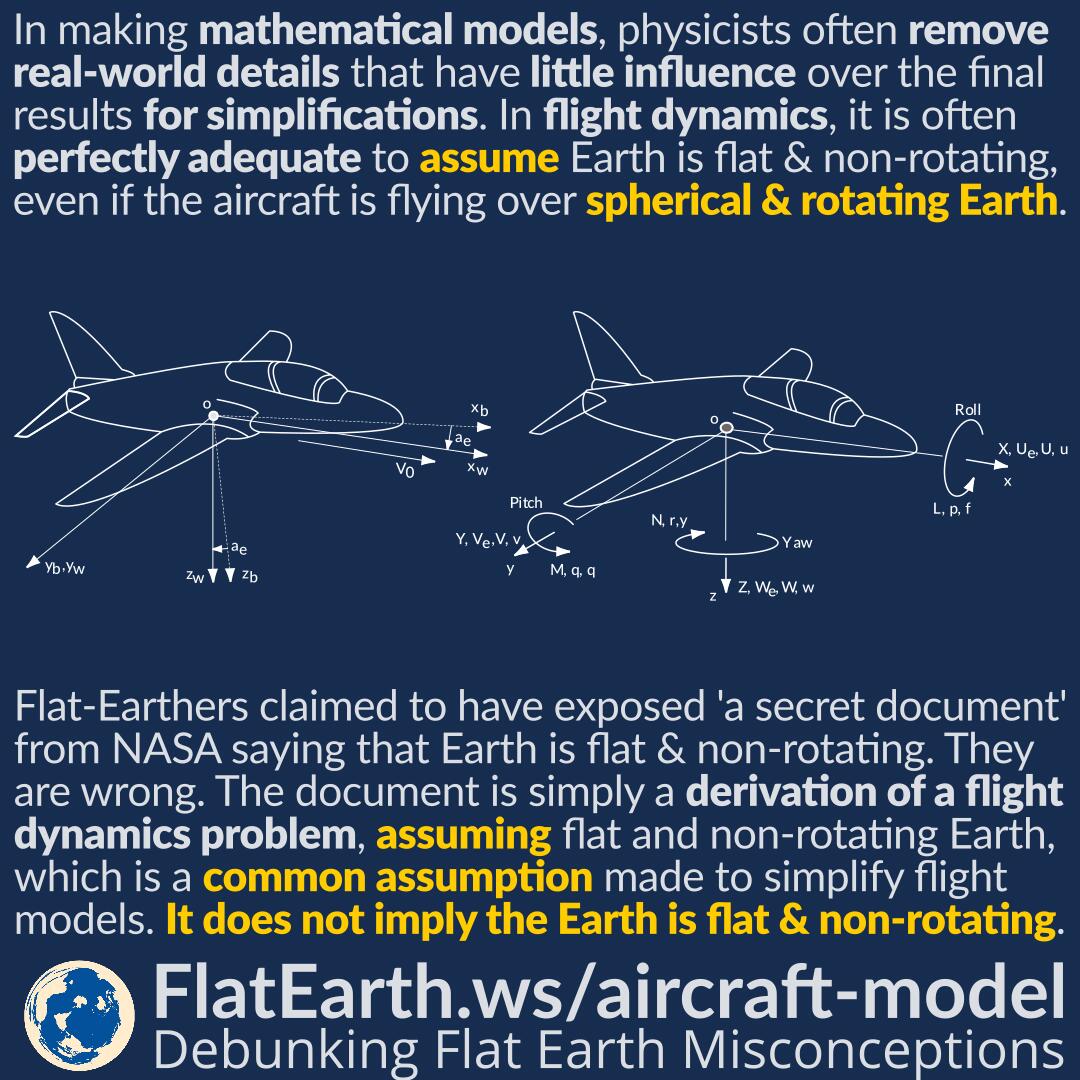 In making mathematical models, physicists often remove
real-world details that have little influence over the final
results for simplifications. In flight dynamics, it is often
perfectly adequate to assume Earth is flat & non-rotating,
even if the aircraft is flying over spherical & rotating Earth.
o
xb
ae
xw
V0
yb,yw
ae
zw
zb
o
Roll
X, Ue,U, u
x
L, p, f
Pitch
Y, Ve,V, v
y
M, q, q
N, r,y
Yaw
Z, We,W, w
z
Flat-Earthers claimed to have exposed 'a secret document'
from NASA saying that Earth is flat & non-rotating. They
are wrong. The document is simply a derivation of a flight
dynamics problem, assuming flat and non-rotating Earth,
which is a common assumption made to simplify flight
models. It does not imply the Earth is flat & non-rotating.
FlatEarth.ws/aircraft-model
Debunking Flat Earth Misconceptions